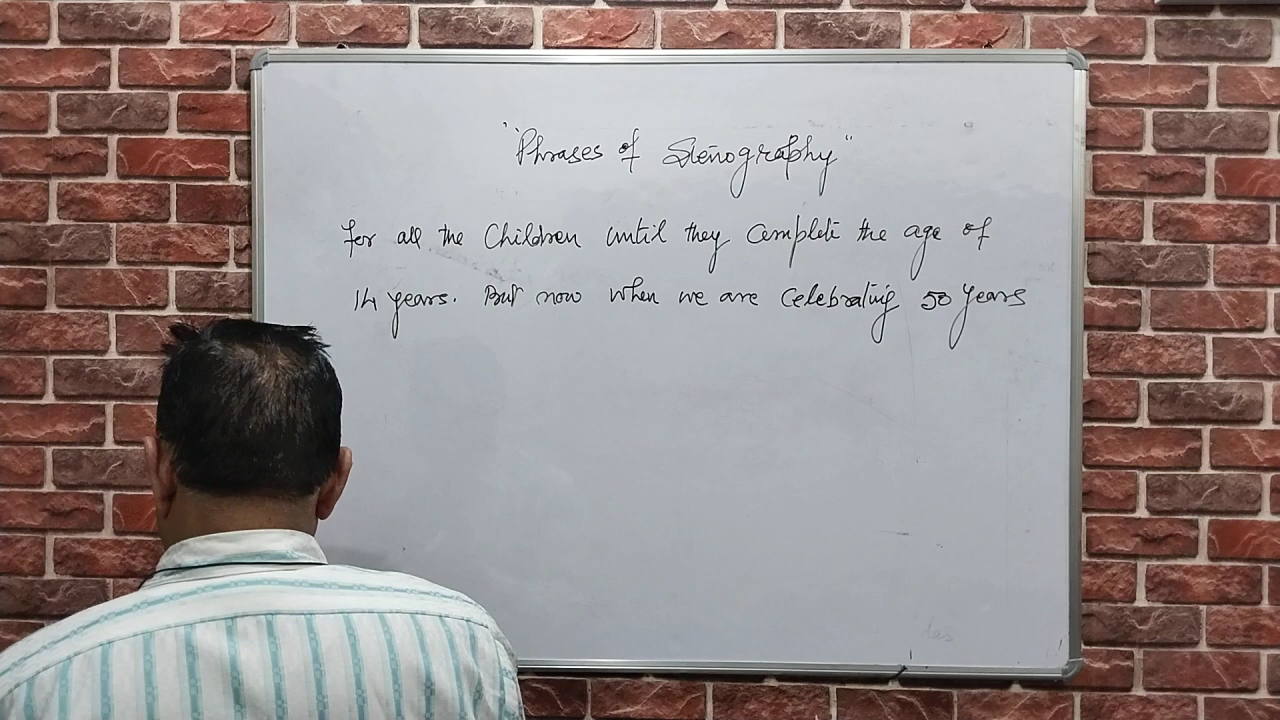 "Phrases of Stenography"
for all the Children until they Complete the age of
14 years. But now when we are Celebrating 50 years